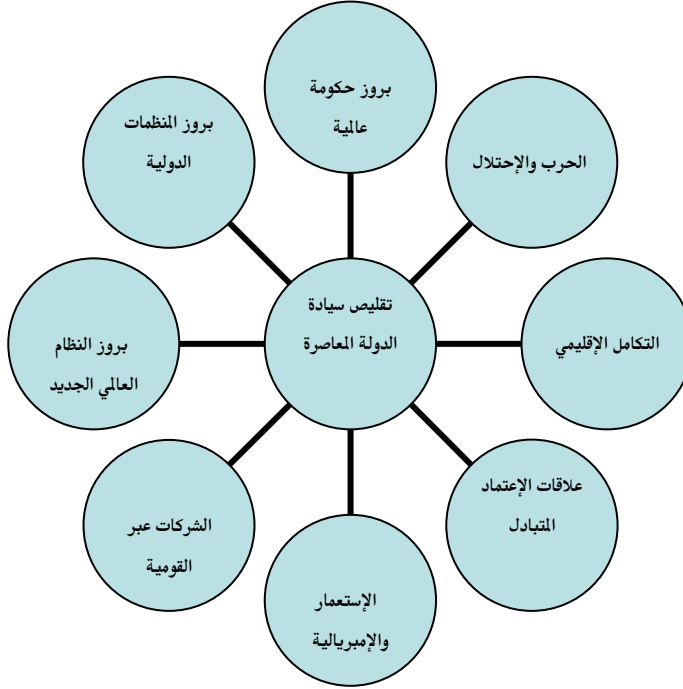 بروز حكومة
عالمية
الحرب والإحتلال
التكامل الإقليمي
علاقات الإعتماد
المتبادل
الإستعمار
والإمبريالية
الشركات عبر
القومية
بروز النظام
العالمي الجديد
بروز المنظمات
الدولية
تقليص سيادة
الدولة المعاصرة